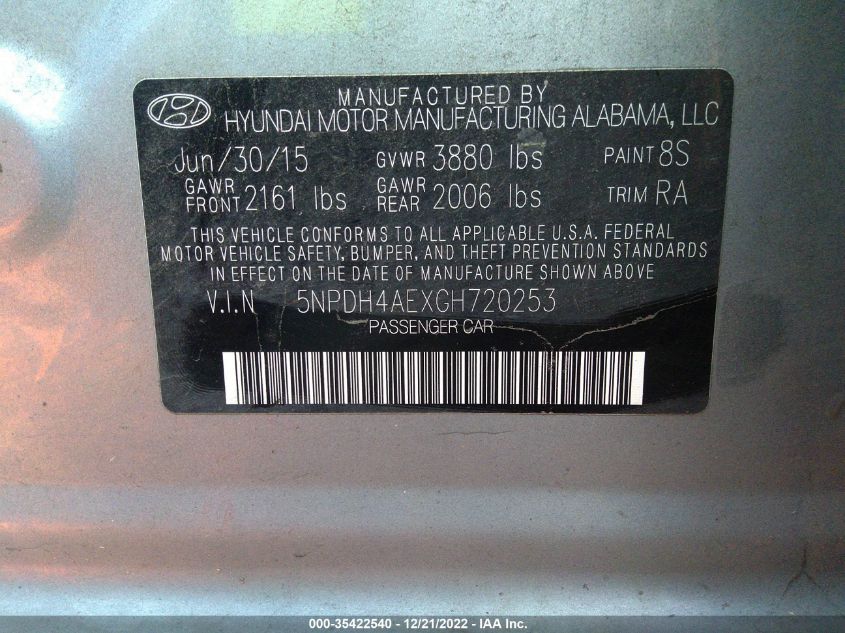 MANUFACTURED BY
HYUNDAI MOTOR MANUFACTURING ALABAMA, LLC
Jun/30/15 GVWR 3880 lbs PAINT 8S
GAWR FRONT 2161 lbs GAWR REAR 2006 lbs TRIM RA
THIS VEHICLE CONFORMS TO ALL APPLICABLE U.S.A. FEDERAL
MOTOR VEHICLE SAFETY, BUMPER, AND THEFT PREVENTION STANDARDS
IN EFFECT ON THE DATE OF MANUFACTURE SHOWN ABOVE
V.I.N 5NPDH4AEXGH720253
PASSENGER CAR
000-35422540 - 12/21/2022 - IAA Inc.